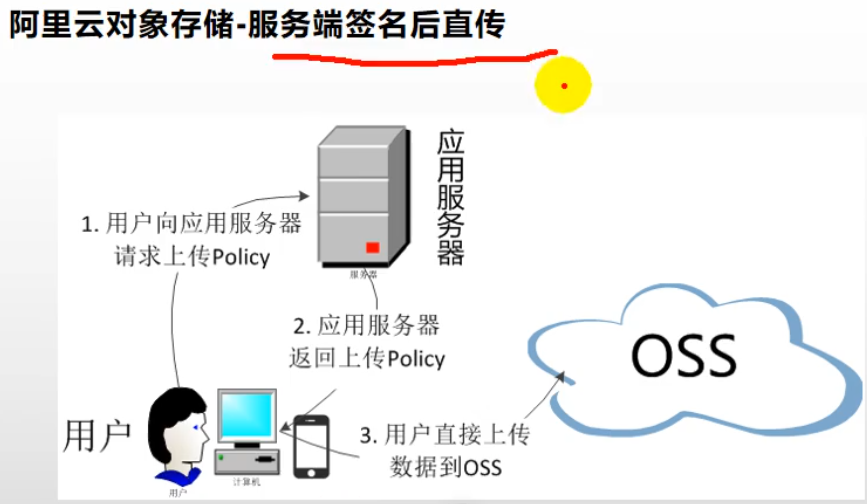 阿里云对象存储-服务端签名后直传
应用服务器
1. 用户向应用服务器
请求上传Policy
服务器
2. 应用服务器
返回上传Policy
OSS
用户
3. 用户直接上传
数据到OSS
用户
计算机